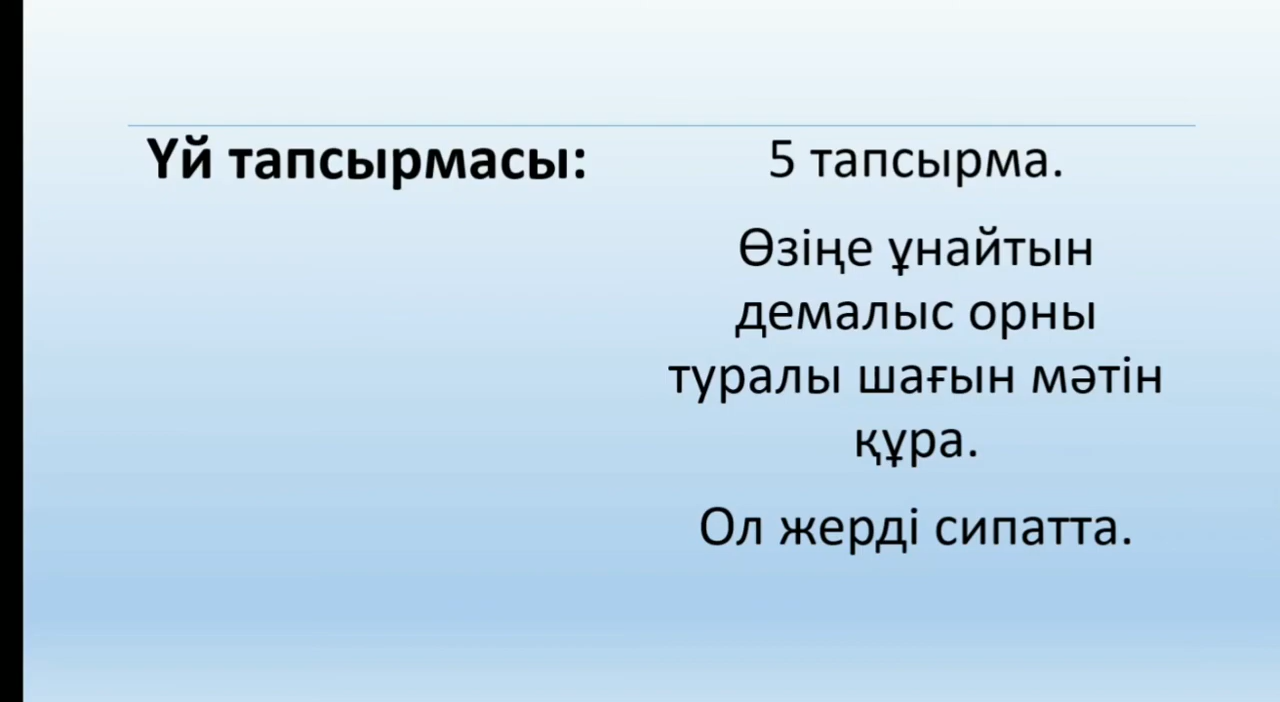 Үй тапсырмасы:
5 тапсырма.
Өзіңе ұнайтын
демалыс орны
туралы шағын мәтін
құра.
Ол жерді сипатта.